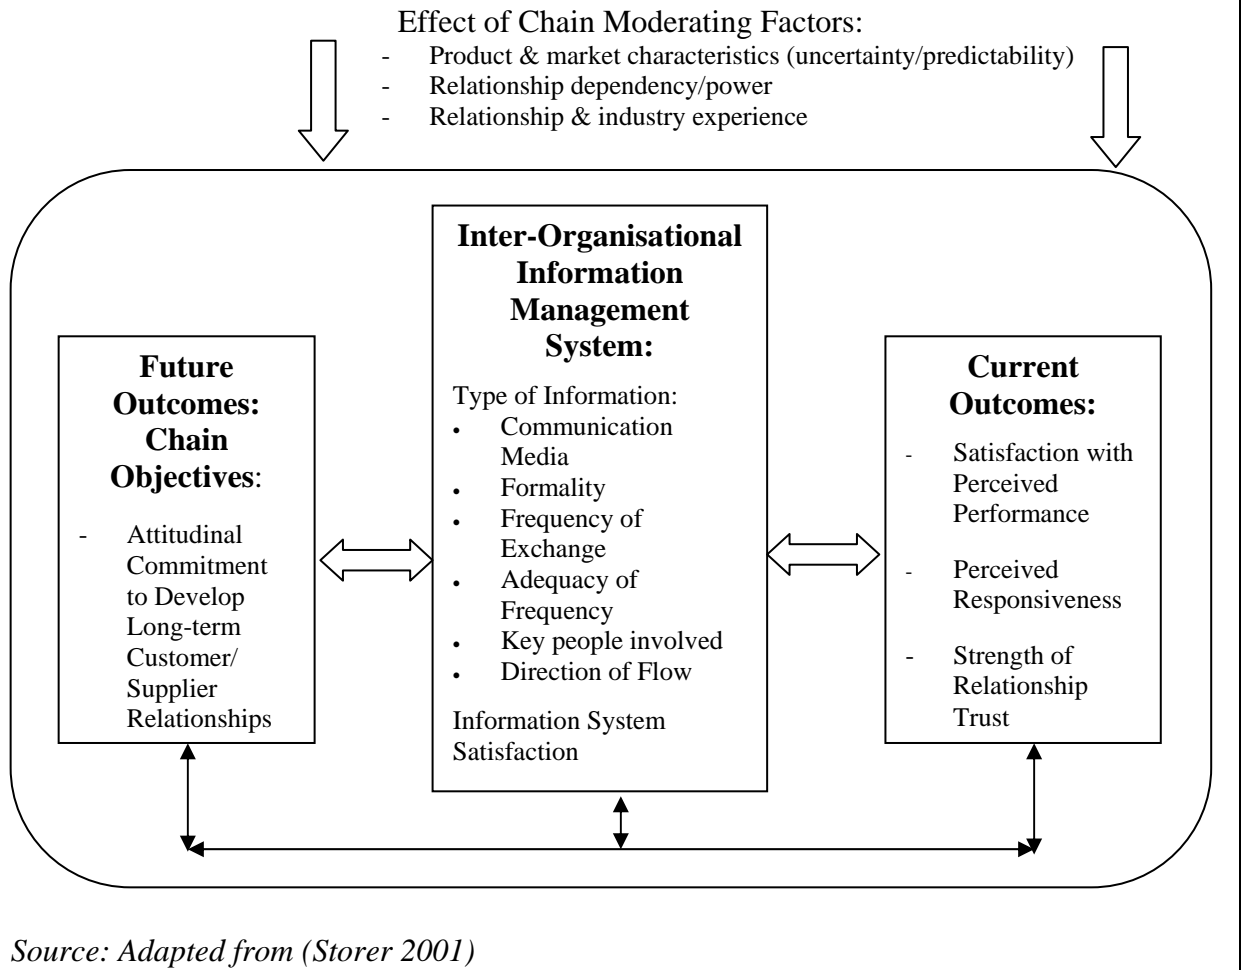 Effect of Chain Moderating Factors:
- Product & market characteristics (uncertainty/predictability)
- Relationship dependency/power
- Relationship & industry experience
Future
Outcomes:
Chain
Objectives:
- Attitudinal
Commitment
to Develop
Long-term
Customer/
Supplier
Relationships
Inter-Organisational
Information
Management
System:
Type of Information:
• Communication
Media
• Formality
• Frequency of
Exchange
• Adequacy of
Frequency
• Key people involved
• Direction of Flow
Information System
Satisfaction
Current
Outcomes:
- Satisfaction with
Perceived
Performance
- Perceived
Responsiveness
- Strength of
Relationship
Trust
Source: Adapted from (Storer 2001)